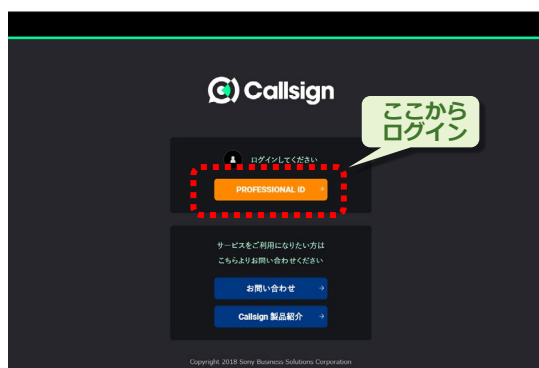 Callsign
ここから
ログイン
ログインしてください
PROFESSIONAL ID
サービスをご利用になりたい方は
こちらよりお問い合わせください
お問い合わせ
Callsign 製品紹介
Copyright 2018 Sony Business Solutions Corporation